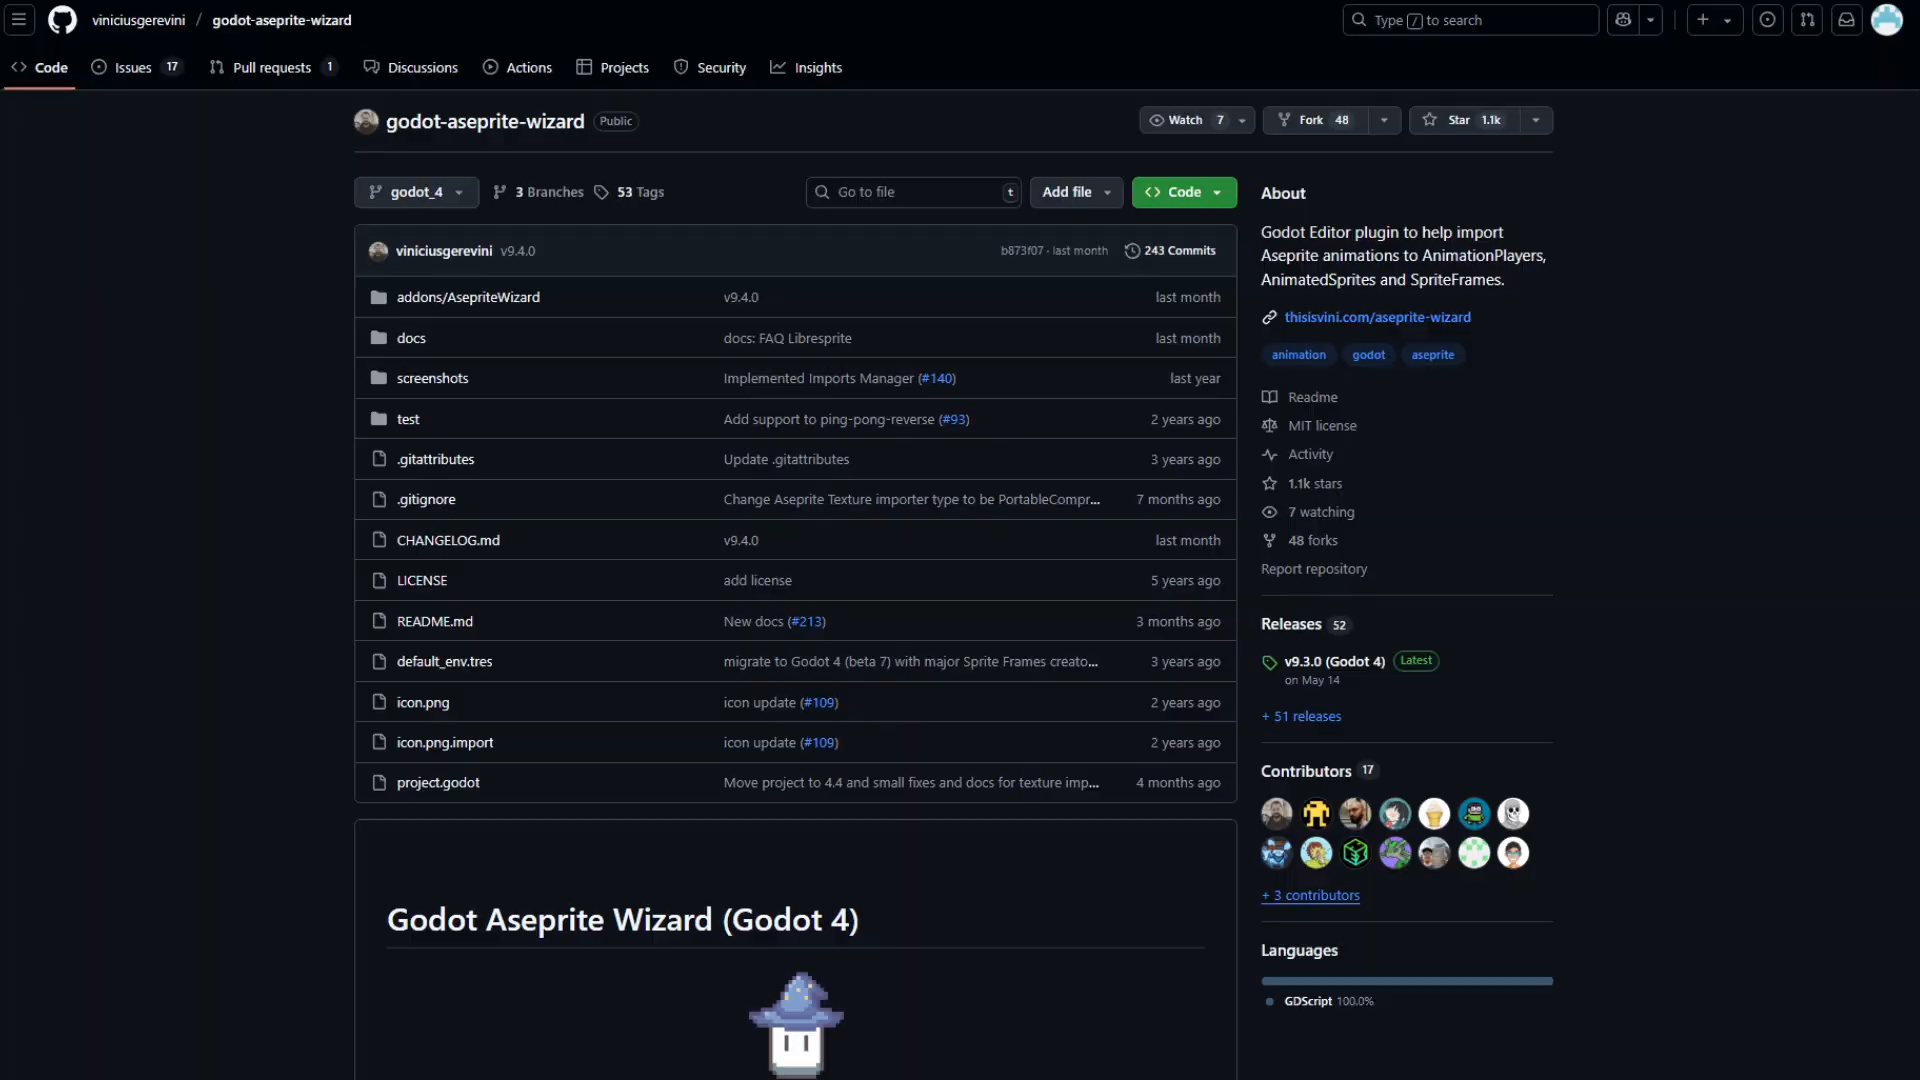 viniciusgerevini / godot-aseprite-wizard
Type / to search
Code
Issues 17
Pull requests 1
Discussions
Actions
Projects
Security
Insights
godot-aseprite-wizard Public
Watch 7
Fork 48
Star 1.1k
godot_4
3 Branches
53 Tags
Go to file t
Add file
Code
viniciusgerevini v9.4.0 b873f07 · last month 243 Commits
addons/AsepriteWizard v9.4.0 last month
docs docs: FAQ Libresprite last month
screenshots Implemented Imports Manager (#140) last year
test Add support to ping-pong-reverse (#93) 2 years ago
.gitattributes Update .gitattributes 3 years ago
.gitignore Change Aseprite Texture importer type to be PortableCompr... 7 months ago
CHANGELOG.md v9.4.0 last month
LICENSE add license 5 years ago
README.md New docs (#213) 3 months ago
default_env.tres migrate to Godot 4 (beta 7) with major Sprite Frames creato... 3 years ago
icon.png icon update (#109) 2 years ago
icon.png.import icon update (#109) 2 years ago
project.godot Move project to 4.4 and small fixes and docs for texture imp... 4 months ago
Godot Aseprite Wizard (Godot 4)
About
Godot Editor plugin to help import
Aseprite animations to AnimationPlayers,
AnimatedSprites and SpriteFrames.
thisisvini.com/aseprite-wizard
animation godot aseprite
Readme
MIT license
Activity
1.1k stars
7 watching
48 forks
Report repository
Releases 52
v9.3.0 (Godot 4) Latest
on May 14
+ 51 releases
Contributors 17
+ 3 contributors
Languages
GDScript 100.0%